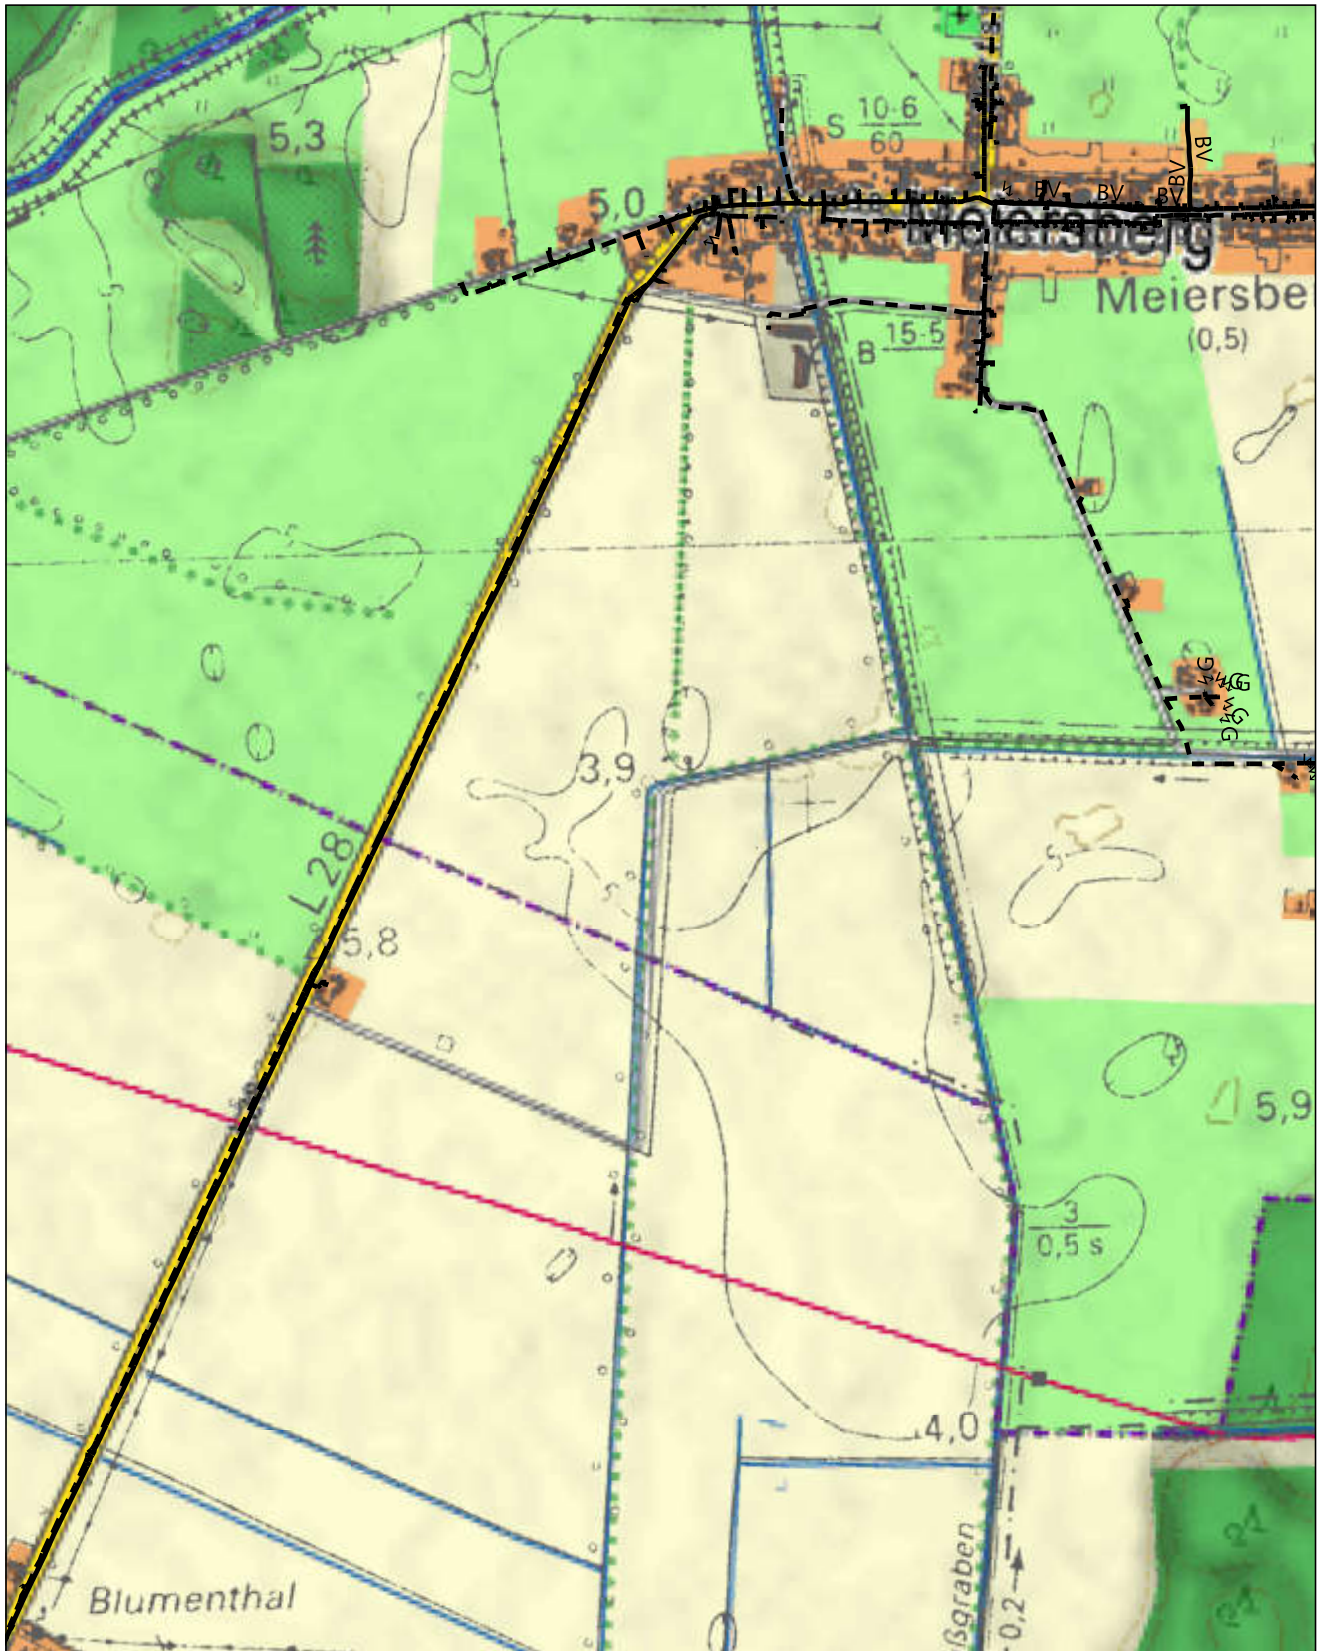 5,3
S 10-6
60
5,0
BV
BV
BV
BV
BV
Meiersberg
Meiersbe
(0,5)
B 15-5
G
G
G
G
G
3,9
L 28
5,8
5,9
3
0,5 s
4,0
ßgraben
0,2
Blumenthal